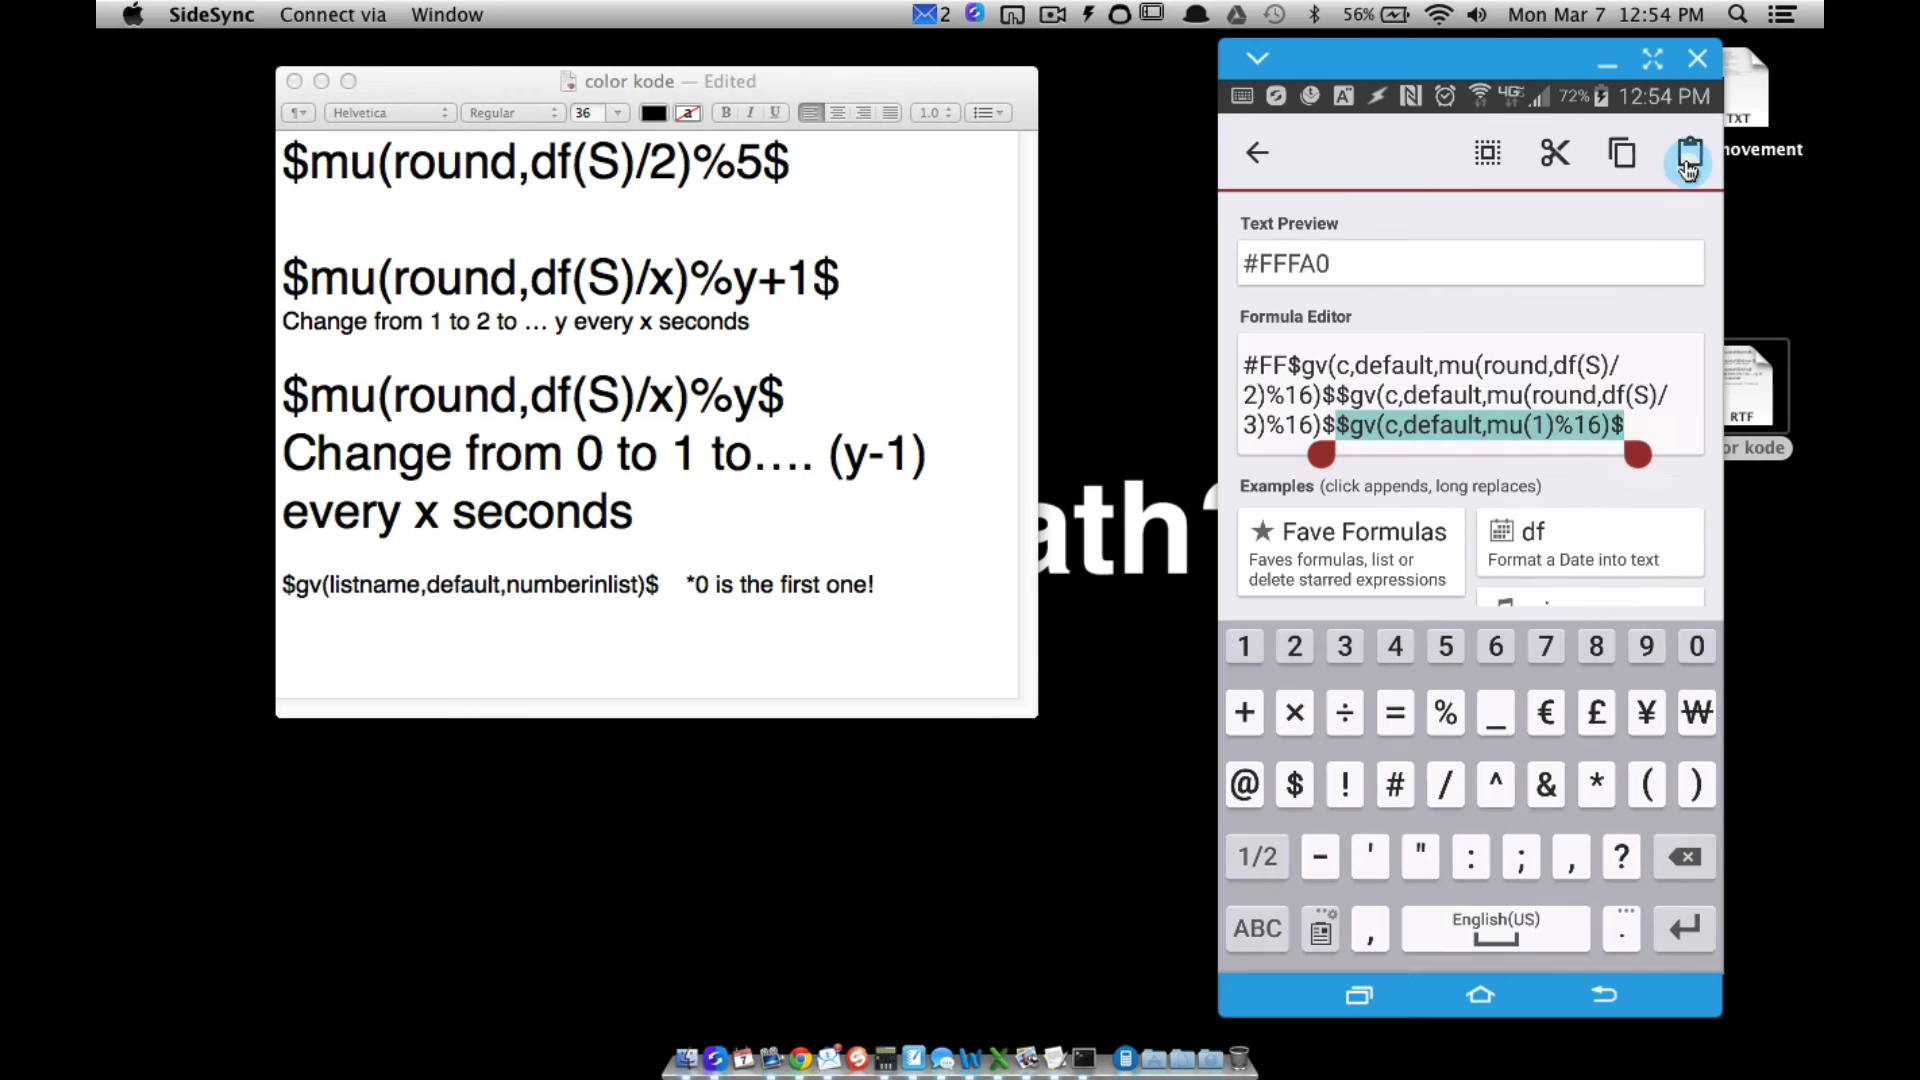 SideSync Connect via Window
2
56%
Mon Mar 7 12:54 PM
color kode — Edited
Helvetica
Regular
36
a
B I U
1.0
$mu(round,df(S)/2)%5$
$mu(round,df(S)/x)%y+1$
Change from 1 to 2 to … y every x seconds
$mu(round,df(S)/x)%y$
Change from 0 to 1 to…. (y-1)
every x seconds
$gv(listname,default,numberinlist)$ *0 is the first one!
ath?
72% 12:54 PM
Text Preview
#FFFA0
Formula Editor
#FF$gv(c,default,mu(round,df(S)/
2)%16)$$gv(c,default,mu(round,df(S)/
3)%16)$$gv(c,default,mu(1)%16)$
Examples (click appends, long replaces)
Fave Formulas
Faves formulas, list or
delete starred expressions
df
Format a Date into text
1 2 3 4 5 6 7 8 9 0
+ × ÷ = % _ € £ ¥ ₩
@ $ ! # / ^ & * ( )
1/2 - ' " : ; , ?
ABC , English(US) .
TXT
movement
RTF
or kode